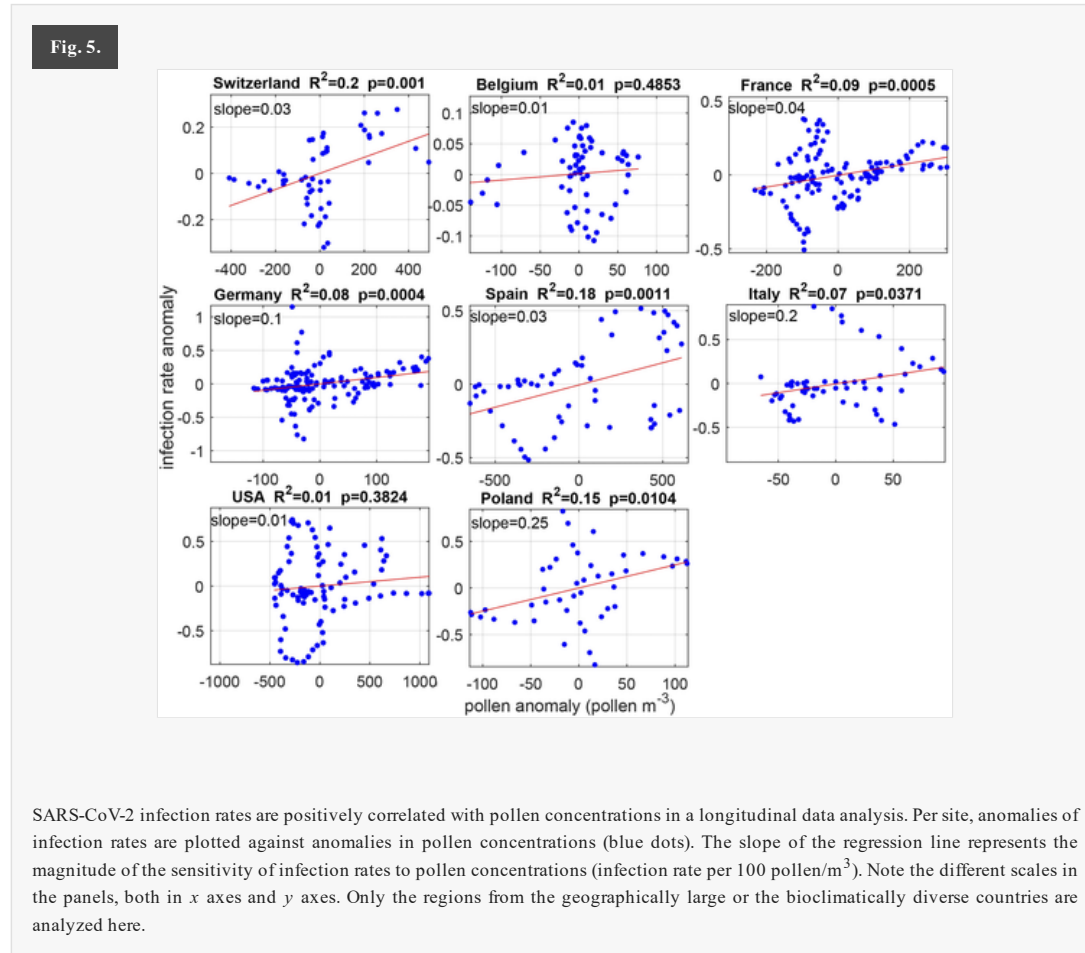 Fig. 5.
Switzerland R²=0.2 p=0.001
slope=0.03
0.2
0
-0.2
-400 -200 0 200 400
Belgium R²=0.01 p=0.4853
slope=0.01
0.1
0.05
0
-0.05
-0.1
-100 -50 0 50 100
France R²=0.09 p=0.0005
slope=0.04
0.5
0
-0.5
-200 0 200
infection rate anomaly
Germany R²=0.08 p=0.0004
slope=0.1
1
0.5
0
-0.5
-1
-100 0 100
Spain R²=0.18 p=0.0011
slope=0.03
0.5
0
-0.5
-500 0 500
Italy R²=0.07 p=0.0371
slope=0.2
0.5
0
-0.5
-50 0 50
USA R²=0.01 p=0.3824
slope=0.01
0.5
0
-0.5
-1000 -500 0 500 1000
Poland R²=0.15 p=0.0104
slope=0.25
0.5
0
-0.5
-100 -50 0 50 100
pollen anomaly (pollen m⁻³)
SARS-CoV-2 infection rates are positively correlated with pollen concentrations in a longitudinal data analysis. Per site, anomalies of
infection rates are plotted against anomalies in pollen concentrations (blue dots). The slope of the regression line represents the
magnitude of the sensitivity of infection rates to pollen concentrations (infection rate per 100 pollen/m³). Note the different scales in
the panels, both in x axes and y axes. Only the regions from the geographically large or the bioclimatically diverse countries are
analyzed here.